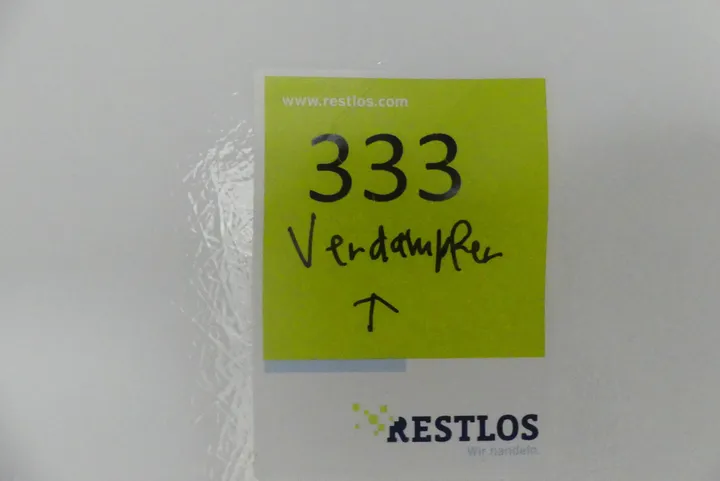 www.restlos.com
333
Verdampfer
↑
RESTLOS
Wir handeln.